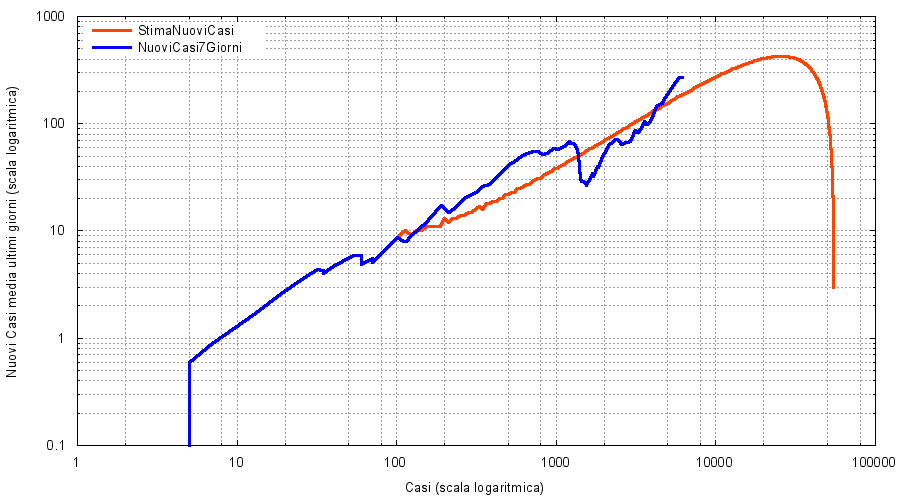 1000
StimaNuoviCasi
NuoviCasi7Giorni
100
10
1
0.1
Nuovi Casi media ultimi giorni (scala logaritmica)
1 10 100 1000 10000 100000
Casi (scala logaritmica)